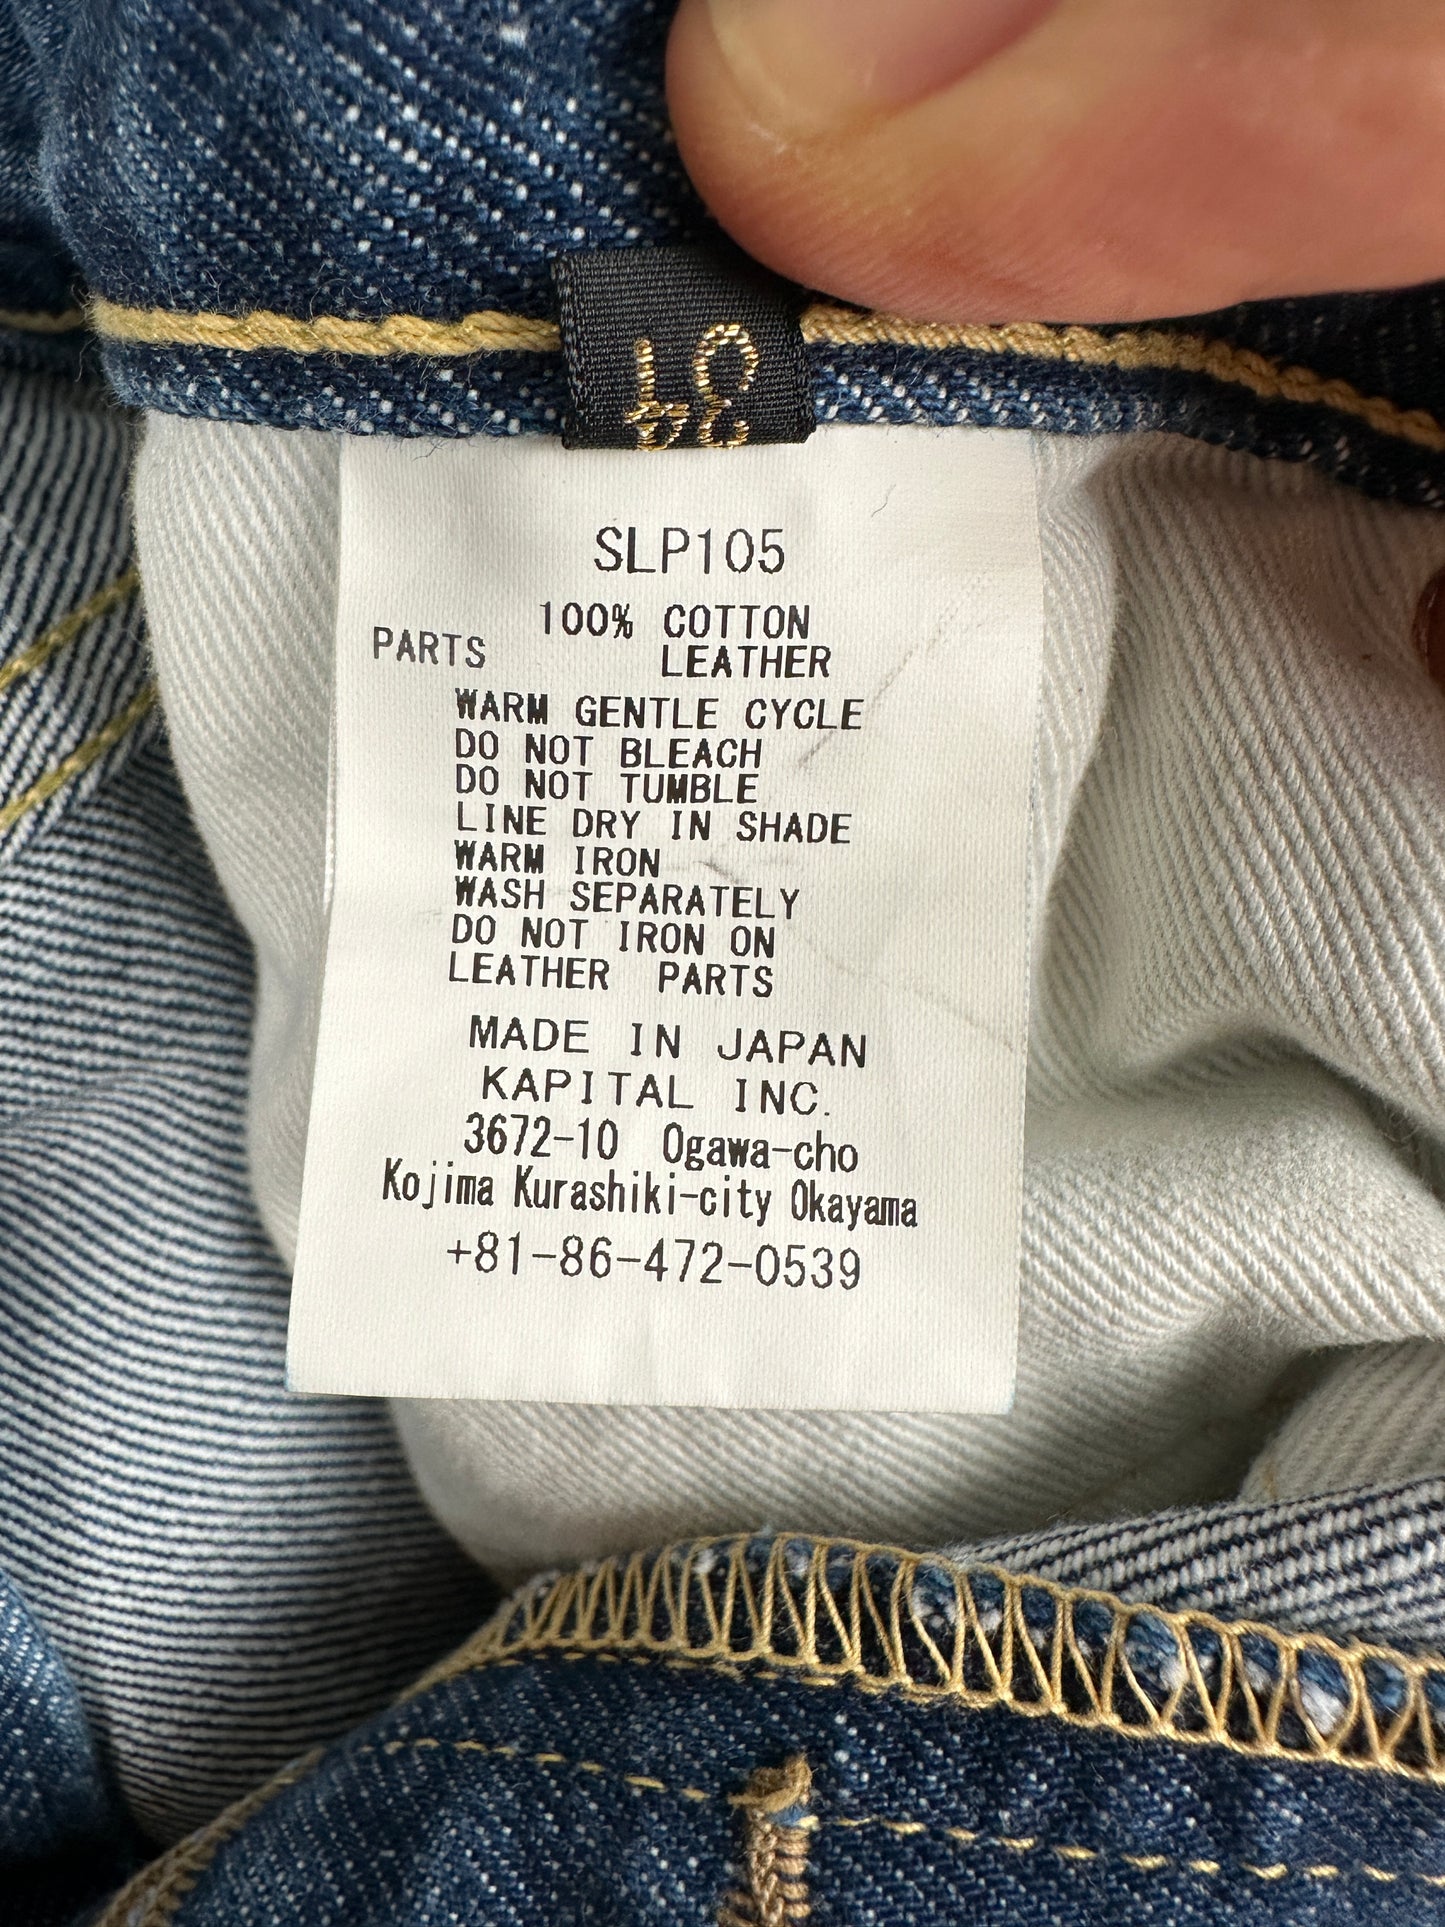 34
SLP105
100% COTTON
PARTS LEATHER
WARM GENTLE CYCLE
DO NOT BLEACH
DO NOT TUMBLE
LINE DRY IN SHADE
WARM IRON
WASH SEPARATELY
DO NOT IRON ON
LEATHER PARTS
MADE IN JAPAN
KAPITAL INC.
3672-10 Ogawa-cho
Kojima Kurashiki-city Okayama
+81-86-472-0539